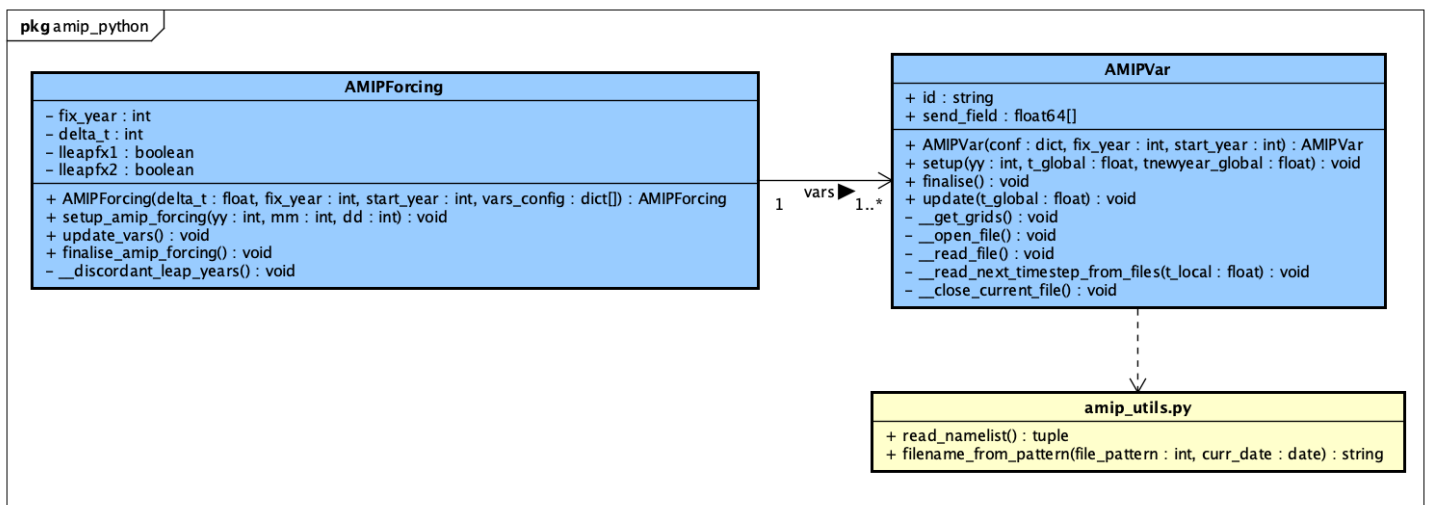 pkg amip_python
AMIPForcing
- fix_year : int
- delta_t : int
- lleapfx1 : boolean
- lleapfx2 : boolean
+ AMIPForcing(delta_t : float, fix_year : int, start_year : int, vars_config : dict[]) : AMIPForcing
+ setup_amip_forcing(yy : int, mm : int, dd : int) : void
+ update_vars() : void
+ finalise_amip_forcing() : void
- __discordant_leap_years() : void
vars
1
1..*
AMIPVar
+ id : string
+ send_field : float64[]
+ AMIPVar(conf : dict, fix_year : int, start_year : int) : AMIPVar
+ setup(yy : int, t_global : float, tnewyear_global : float) : void
+ finalise() : void
+ update(t_global : float) : void
- __get_grids() : void
- __open_file() : void
- __read_file() : void
- __read_next_timestep_from_files(t_local : float) : void
- __close_current_file() : void
amip_utils.py
+ read_namelist() : tuple
+ filename_from_pattern(file_pattern : int, curr_date : date) : string